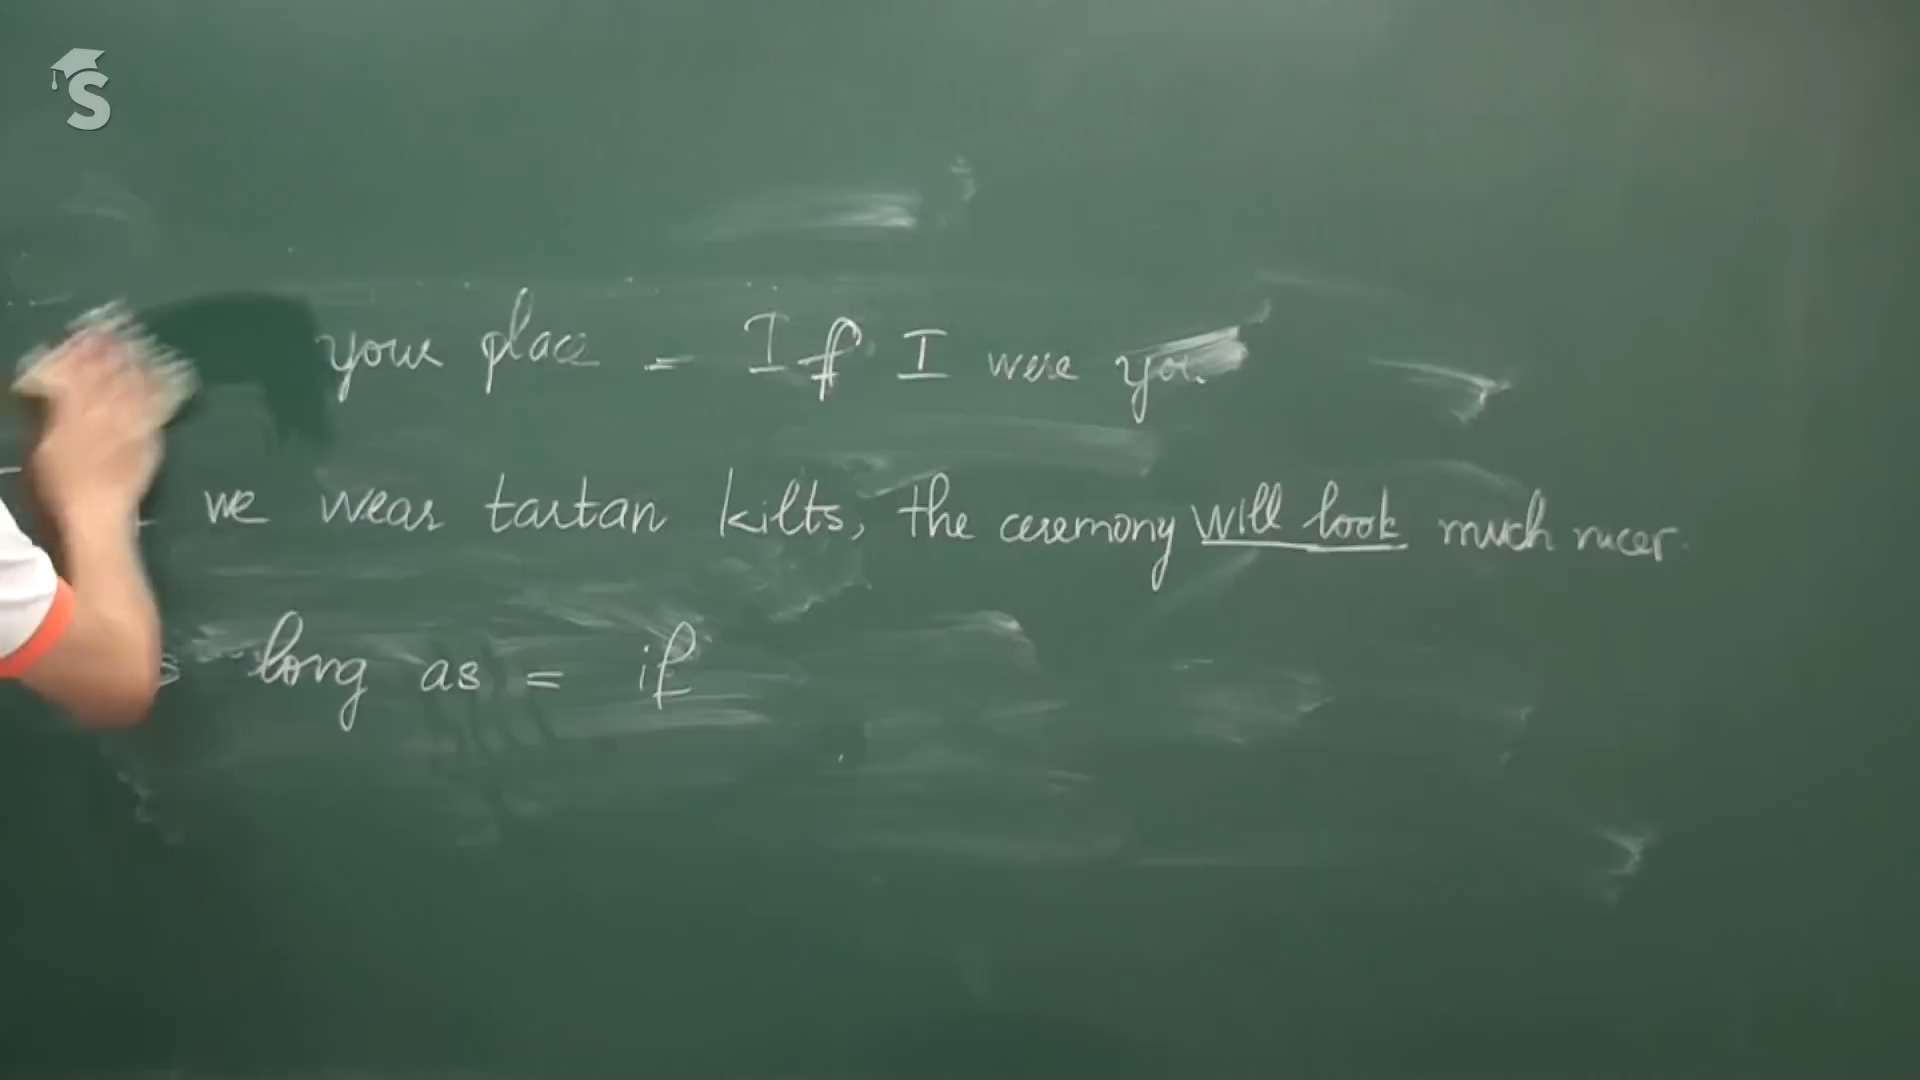 S
your place = If I were you
we wear tartan kilts, the ceremony will look much nicer.
long as = if